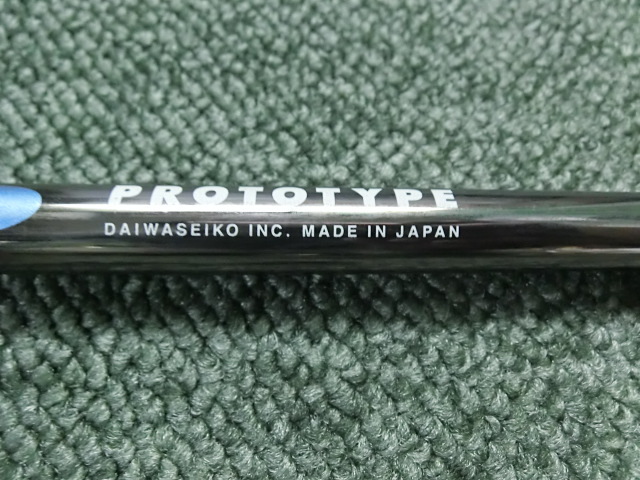 PROTOTYPE
DAIWASEIKO INC. MADE IN JAPAN